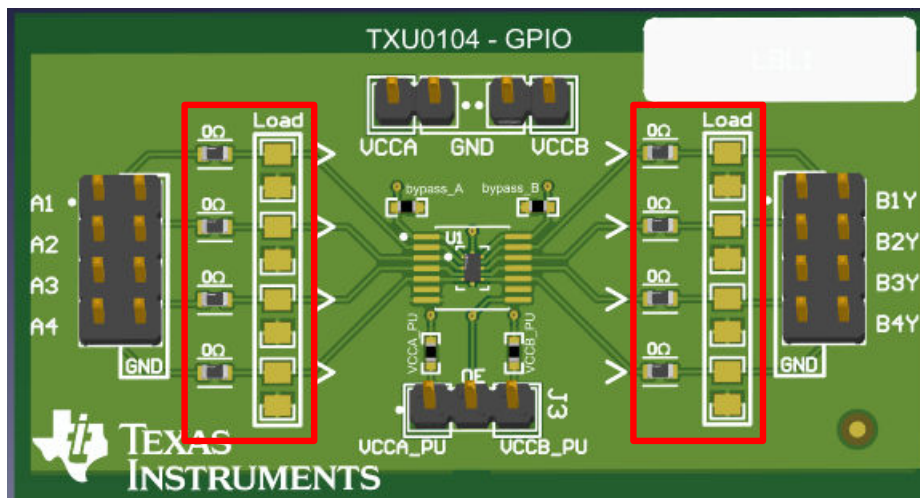 TXU0104 - GPIO
Load
Load
0Ω
0Ω
VCCA
GND
VCCB
bypass_A
bypass_B
A1
B1Y
0Ω
0Ω
U1
A2
B2Y
A3
B3Y
0Ω
0Ω
A4
B4Y
VCCA_PU
VCCB_PU
0Ω
0Ω
GND
GND
OE
J3
VCCA_PU
VCCB_PU
TEXAS
INSTRUMENTS